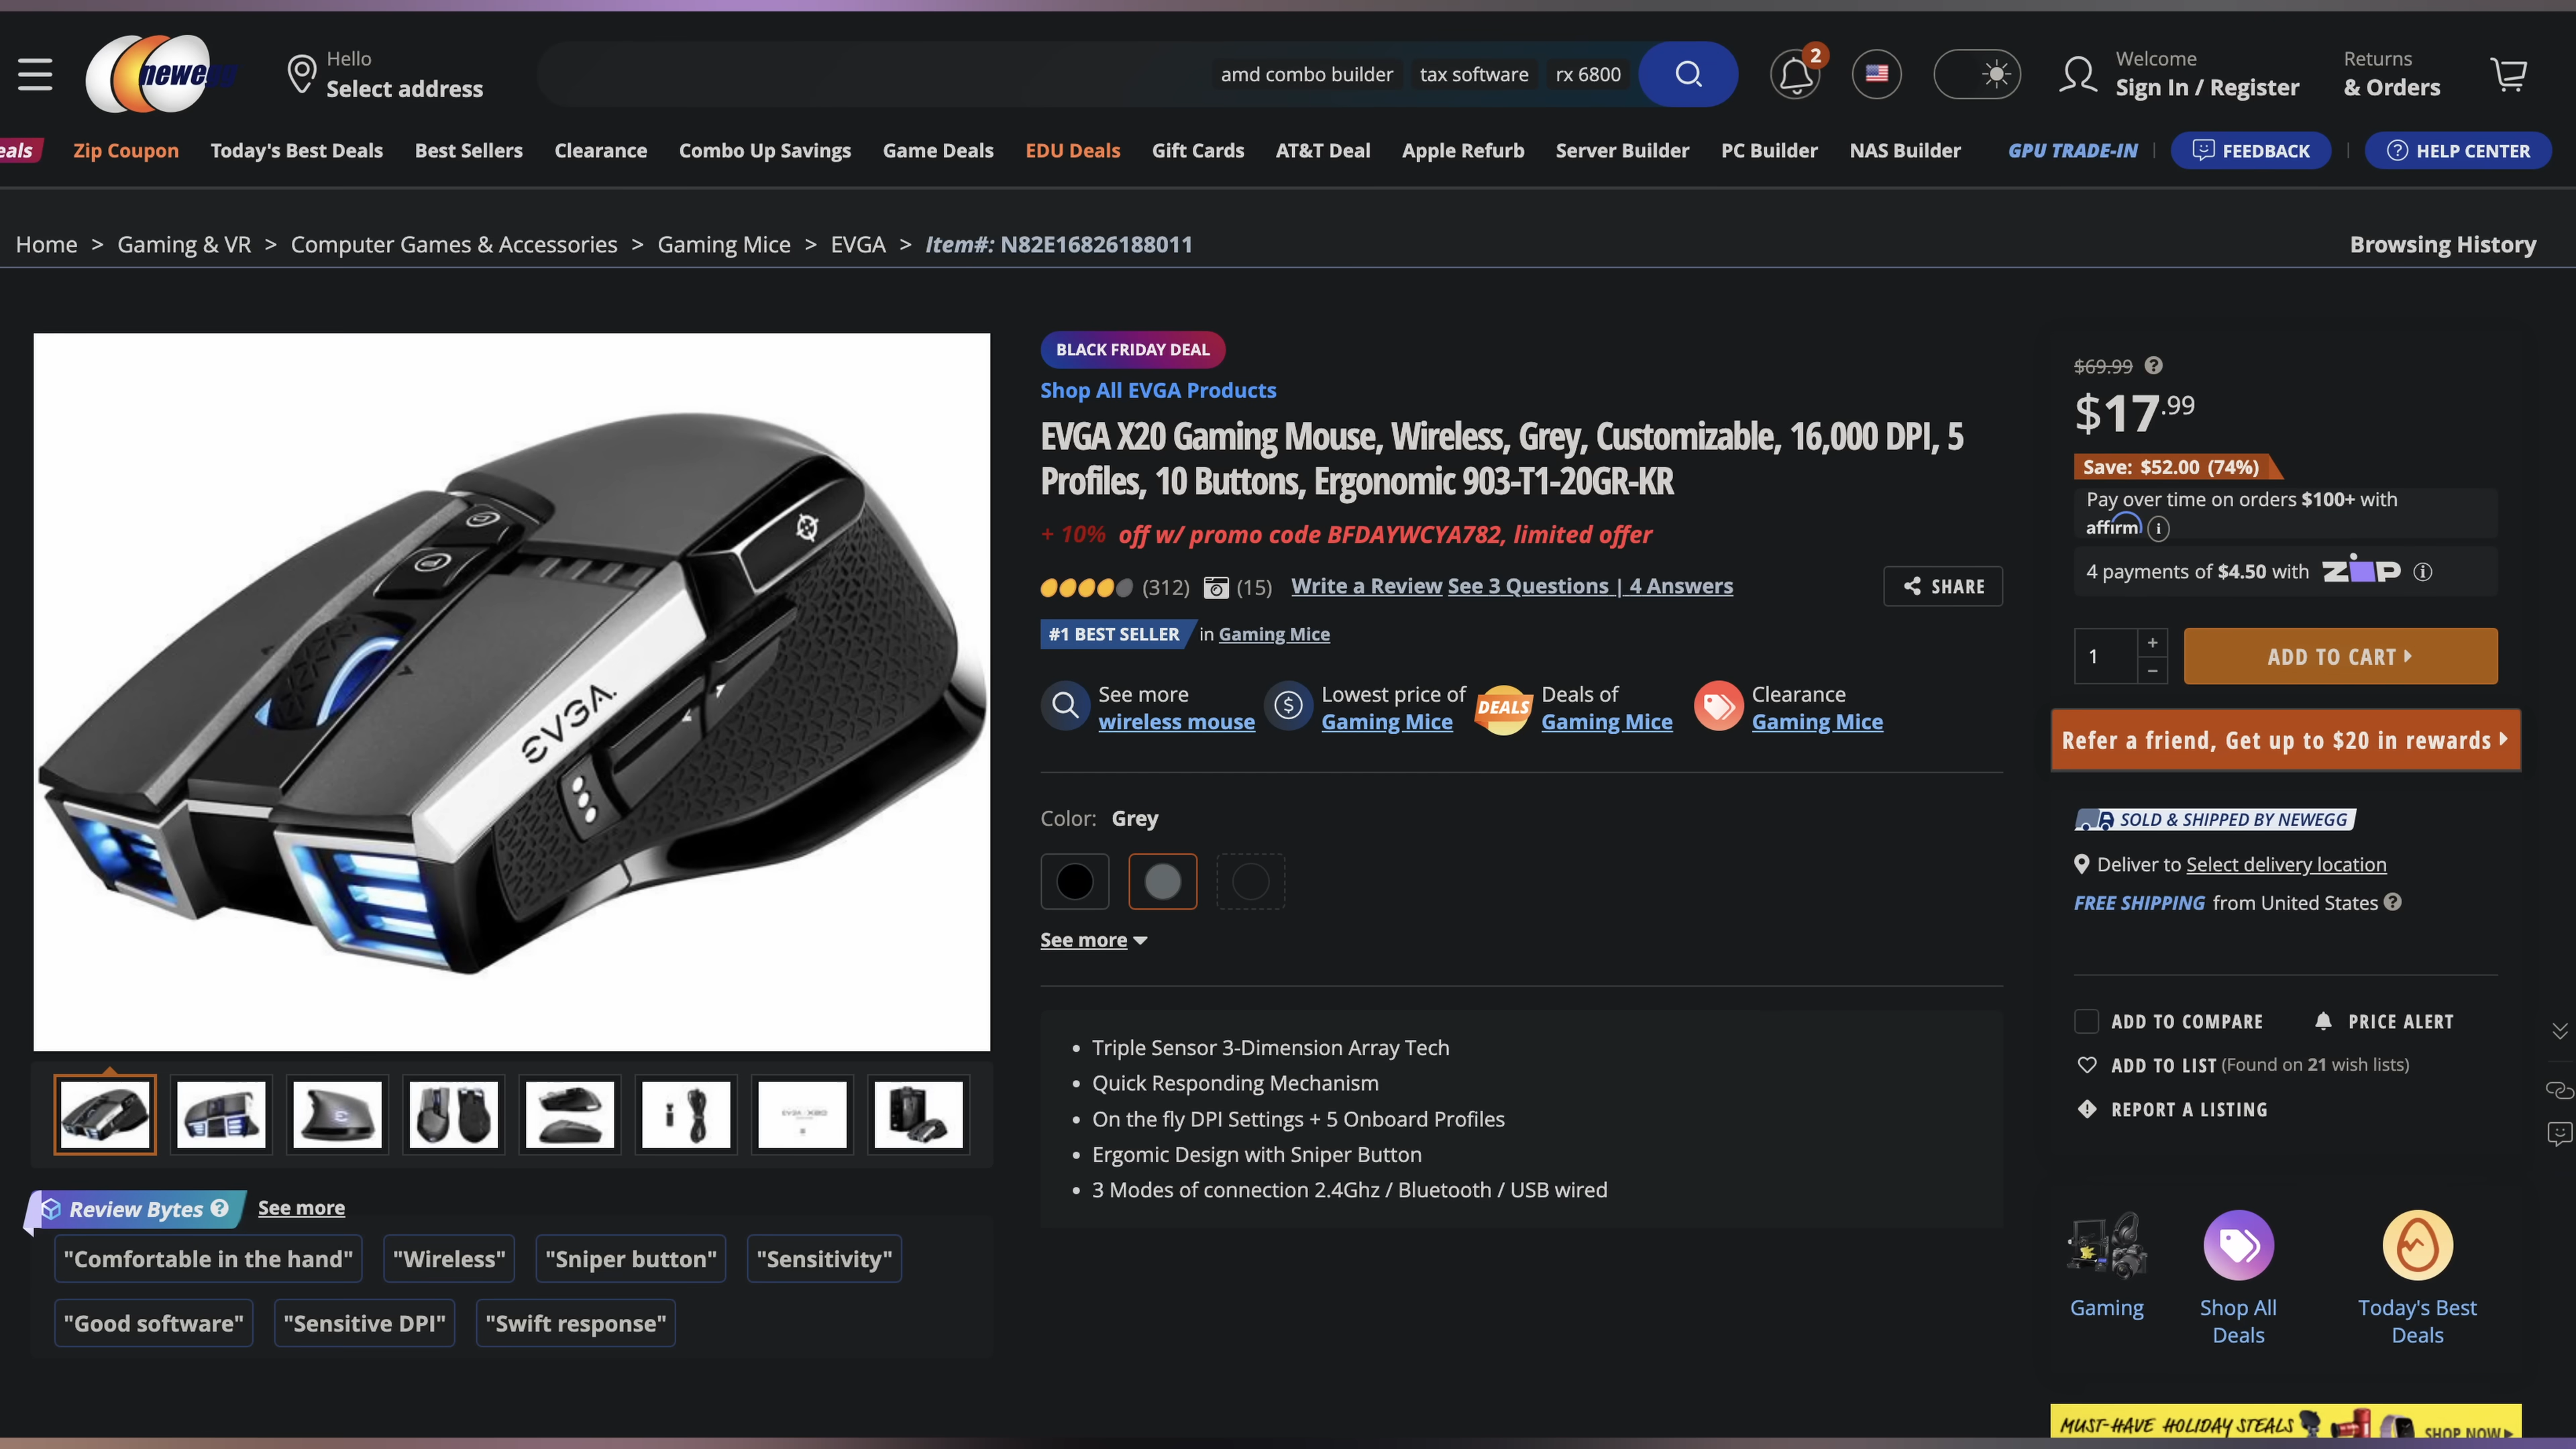 newegg
Hello
Select address
amd combo builder
tax software
rx 6800
2
Welcome
Sign In / Register
Returns
& Orders
eals
Zip Coupon
Today's Best Deals
Best Sellers
Clearance
Combo Up Savings
Game Deals
EDU Deals
Gift Cards
AT&T Deal
Apple Refurb
Server Builder
PC Builder
NAS Builder
GPU TRADE-IN
FEEDBACK
HELP CENTER
Home > Gaming & VR > Computer Games & Accessories > Gaming Mice > EVGA > Item#: N82E16826188011
Browsing History
EVGA
BLACK FRIDAY DEAL
Shop All EVGA Products
EVGA X20 Gaming Mouse, Wireless, Grey, Customizable, 16,000 DPI, 5
Profiles, 10 Buttons, Ergonomic 903-T1-20GR-KR
+ 10% off w/ promo code BFDAYWCYA782, limited offer
(312) (15) Write a Review See 3 Questions | 4 Answers
SHARE
#1 BEST SELLER in Gaming Mice
See more
wireless mouse
Lowest price of
Gaming Mice
DEALS
Deals of
Gaming Mice
Clearance
Gaming Mice
Color: Grey
See more
Triple Sensor 3-Dimension Array Tech
Quick Responding Mechanism
On the fly DPI Settings + 5 Onboard Profiles
Ergomic Design with Sniper Button
3 Modes of connection 2.4Ghz / Bluetooth / USB wired
$69.99
$17.99
Save: $52.00 (74%)
Pay over time on orders $100+ with
affirm
4 payments of $4.50 with ZIP
1
+
−
ADD TO CART
Refer a friend, Get up to $20 in rewards
SOLD & SHIPPED BY NEWEGG
Deliver to Select delivery location
FREE SHIPPING from United States
ADD TO COMPARE
PRICE ALERT
ADD TO LIST (Found on 21 wish lists)
REPORT A LISTING
Gaming
Shop All
Deals
Today's Best
Deals
MUST-HAVE HOLIDAY STEALS
SHOP NOW
Review Bytes
See more
"Comfortable in the hand"
"Wireless"
"Sniper button"
"Sensitivity"
"Good software"
"Sensitive DPI"
"Swift response"